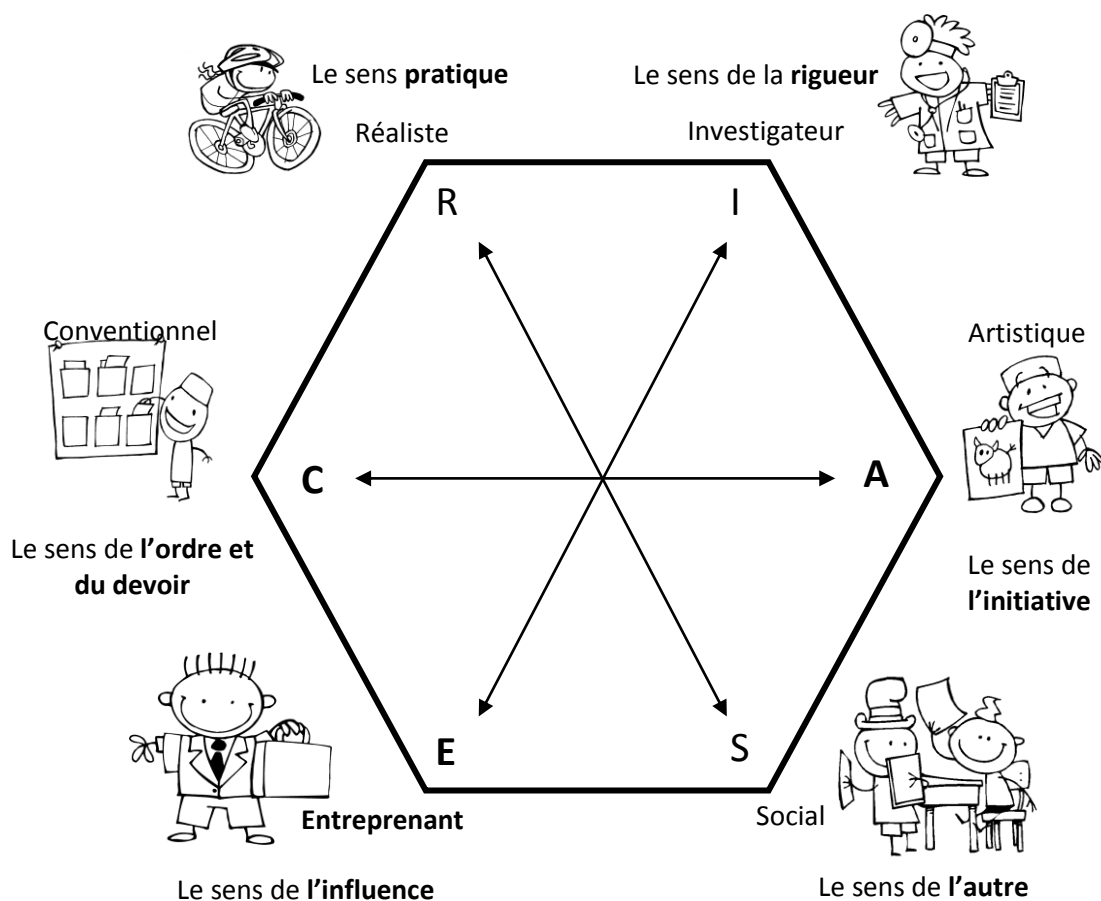 Le sens pratique
Le sens de la rigueur
Réaliste
Investigateur
R
I
Conventionnel
Artistique
C
A
Le sens de l’ordre et
du devoir
Le sens de
l’initiative
E
S
Entreprenant
Social
Le sens de l’influence
Le sens de l’autre